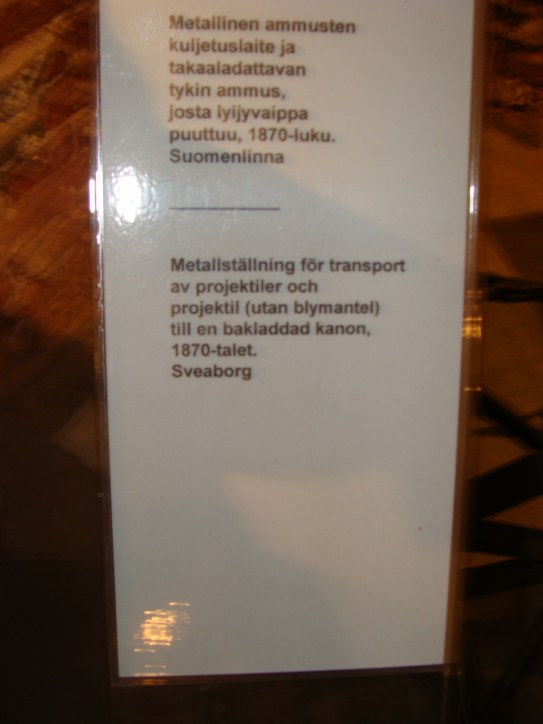 Metallinen ammusten
kuljetuslaite ja
takaaladattavan
tykin ammus,
josta lyijyvaippa
puuttuu, 1870-luku.
Suomenlinna
Metallställning för transport
av projektiler och
projektil (utan blymantel)
till en bakladdad kanon,
1870-talet.
Sveaborg